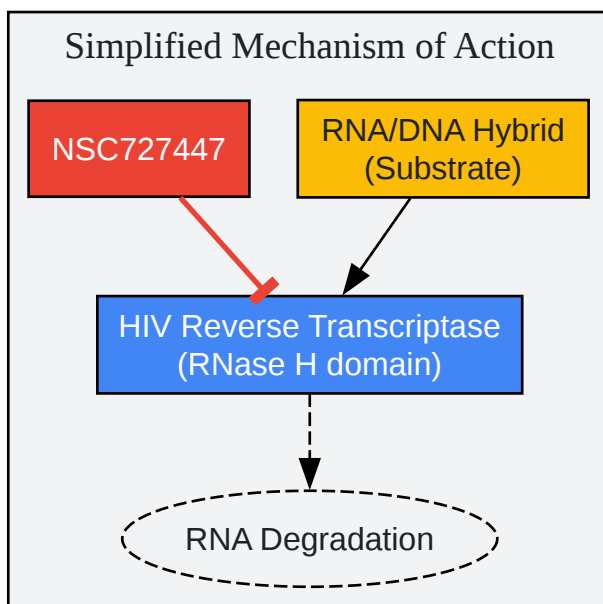 Simplified Mechanism of Action
NSC727447
RNA/DNA Hybrid
(Substrate)
HIV Reverse Transcriptase
(RNase H domain)
RNA Degradation